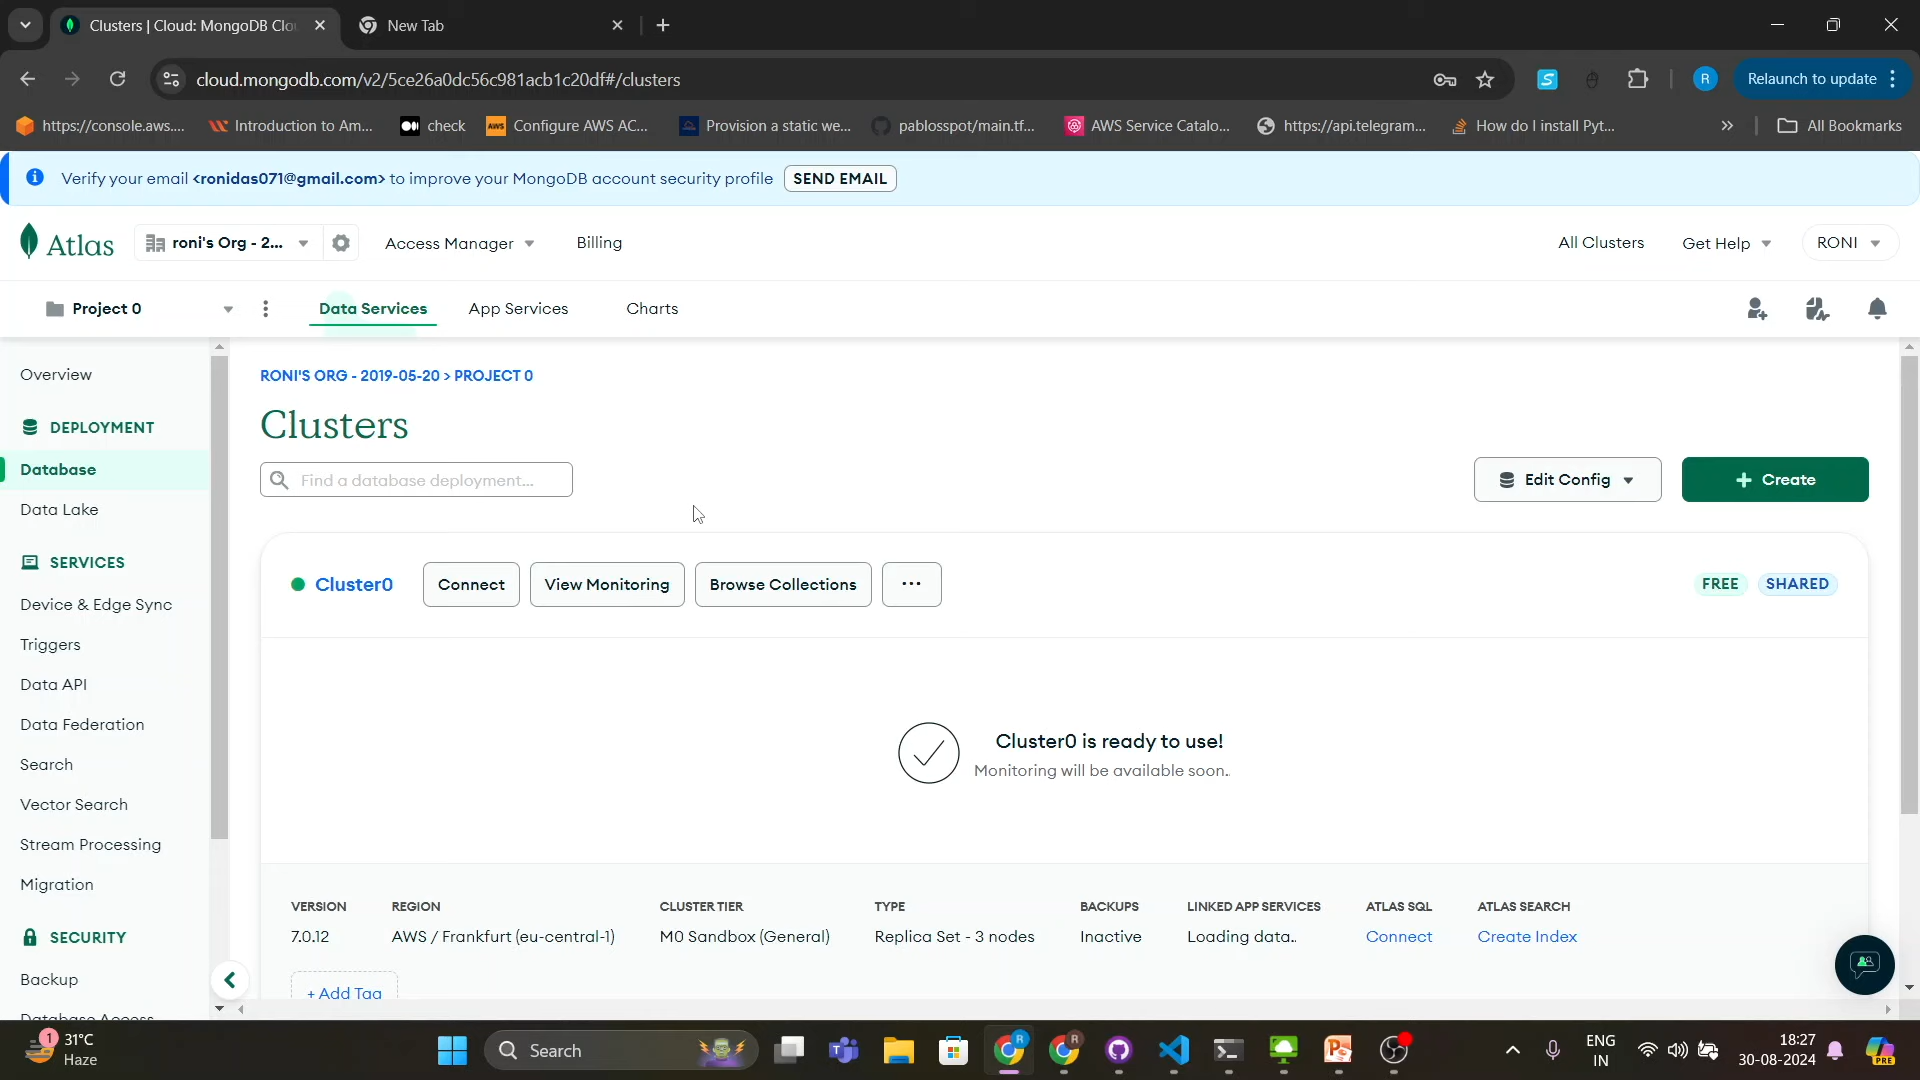 Clusters | Cloud: MongoDB Clo
New Tab
cloud.mongodb.com/v2/5ce26a0dc56c981acb1c20df#/clusters
R
Relaunch to update
https://console.aws....
Introduction to Am...
check
Configure AWS AC...
Provision a static we...
pablosspot/main.tf...
AWS Service Catalo...
https://api.telegram...
How do I install Pyt...
All Bookmarks
Verify your email <ronidas071@gmail.com> to improve your MongoDB account security profile
SEND EMAIL
Atlas
roni's Org - 2...
Access Manager
Billing
All Clusters
Get Help
RONI
Project 0
Data Services
App Services
Charts
Overview
DEPLOYMENT
Database
Data Lake
SERVICES
Device & Edge Sync
Triggers
Data API
Data Federation
Search
Vector Search
Stream Processing
Migration
SECURITY
Backup
Database Access
RONI'S ORG - 2019-05-20 > PROJECT 0
Clusters
Find a database deployment...
Edit Config
+ Create
Cluster0
Connect
View Monitoring
Browse Collections
...
FREE
SHARED
Cluster0 is ready to use!
Monitoring will be available soon..
VERSION
REGION
CLUSTER TIER
TYPE
BACKUPS
LINKED APP SERVICES
ATLAS SQL
ATLAS SEARCH
7.0.12
AWS / Frankfurt (eu-central-1)
M0 Sandbox (General)
Replica Set - 3 nodes
Inactive
Loading data..
Connect
Create Index
+ Add Tag
1
31°C
Haze
Search
ENG
IN
18:27
30-08-2024
PRE